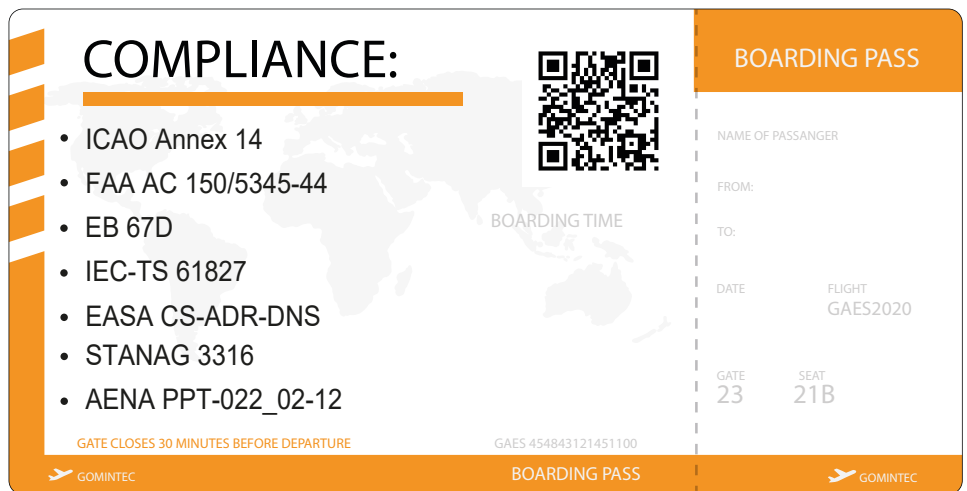 COMPLIANCE:
• ICAO Annex 14
• FAA AC 150/5345-44
• EB 67D
• IEC-TS 61827
• EASA CS-ADR-DNS
• STANAG 3316
• AENA PPT-022_02-12
BOARDING TIME
GATE CLOSES 30 MINUTES BEFORE DEPARTURE
GAES 454843121451100
GOMINTEC
BOARDING PASS
BOARDING PASS
NAME OF PASSANGER
FROM:
TO:
DATE FLIGHT
GAES2020
GATE SEAT
23 21B
GOMINTEC